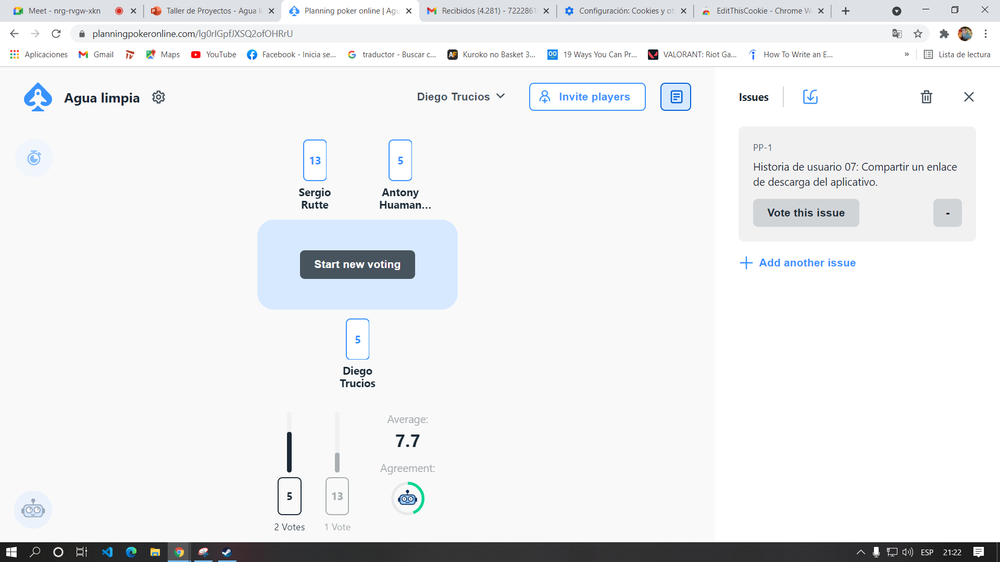 Meet - nrg-rvgw-xkn
Taller de Proyectos - Agua li
Planning poker online | Agu
Recibidos (4.281) - 7222861
Configuración: Cookies y ot
EditThisCookie - Chrome W
planningpokeronline.com/lg0rIGpfJXSQ2ofOHRrU
Aplicaciones
Gmail
Maps
YouTube
Facebook - Inicia se...
traductor - Buscar c...
Kuroko no Basket 3...
19 Ways You Can Pr...
VALORANT: Riot Ga...
How To Write an E...
»
Lista de lectura
Agua limpia
Diego Trucios
Invite players
13
Sergio
Rutte
5
Antony
Huaman...
Start new voting
5
Diego
Trucios
5
2 Votes
13
1 Vote
Average:
7.7
Agreement:
Issues
PP-1
Historia de usuario 07: Compartir un enlace
de descarga del aplicativo.
Vote this issue
-
Add another issue
ESP
21:22